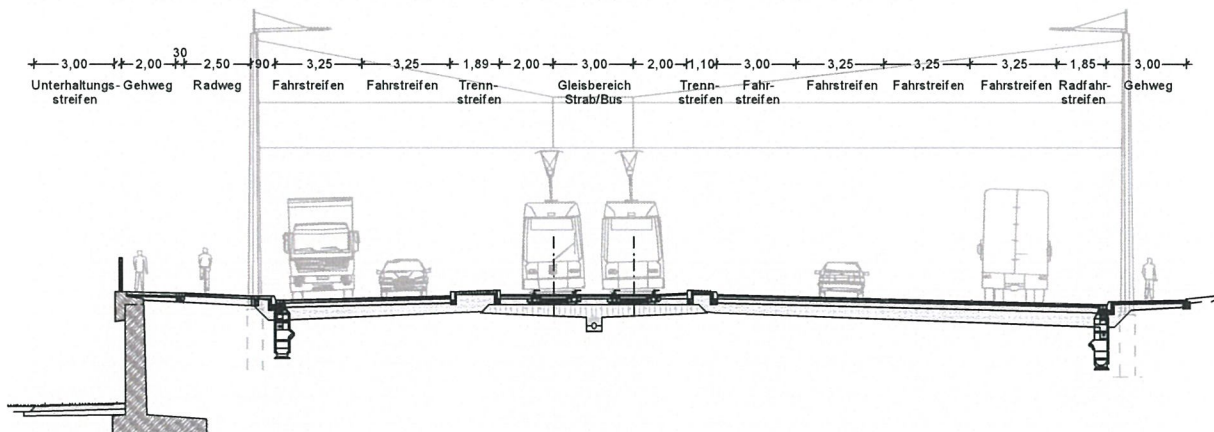 30
3,00 2,00 2,50 90 3,25 3,25 1,89 2,00 3,00 2,00 1,10 3,00 3,25 3,25 3,25 1,85 3,00
Unterhaltungs- Gehweg Radweg Fahrstreifen Fahrstreifen Trenn- Gleisbereich Trenn- Fahr- Fahrstreifen Fahrstreifen Fahrstreifen Radfahr- Gehweg
streifen streifen Strab/Bus streifen streifen streifen